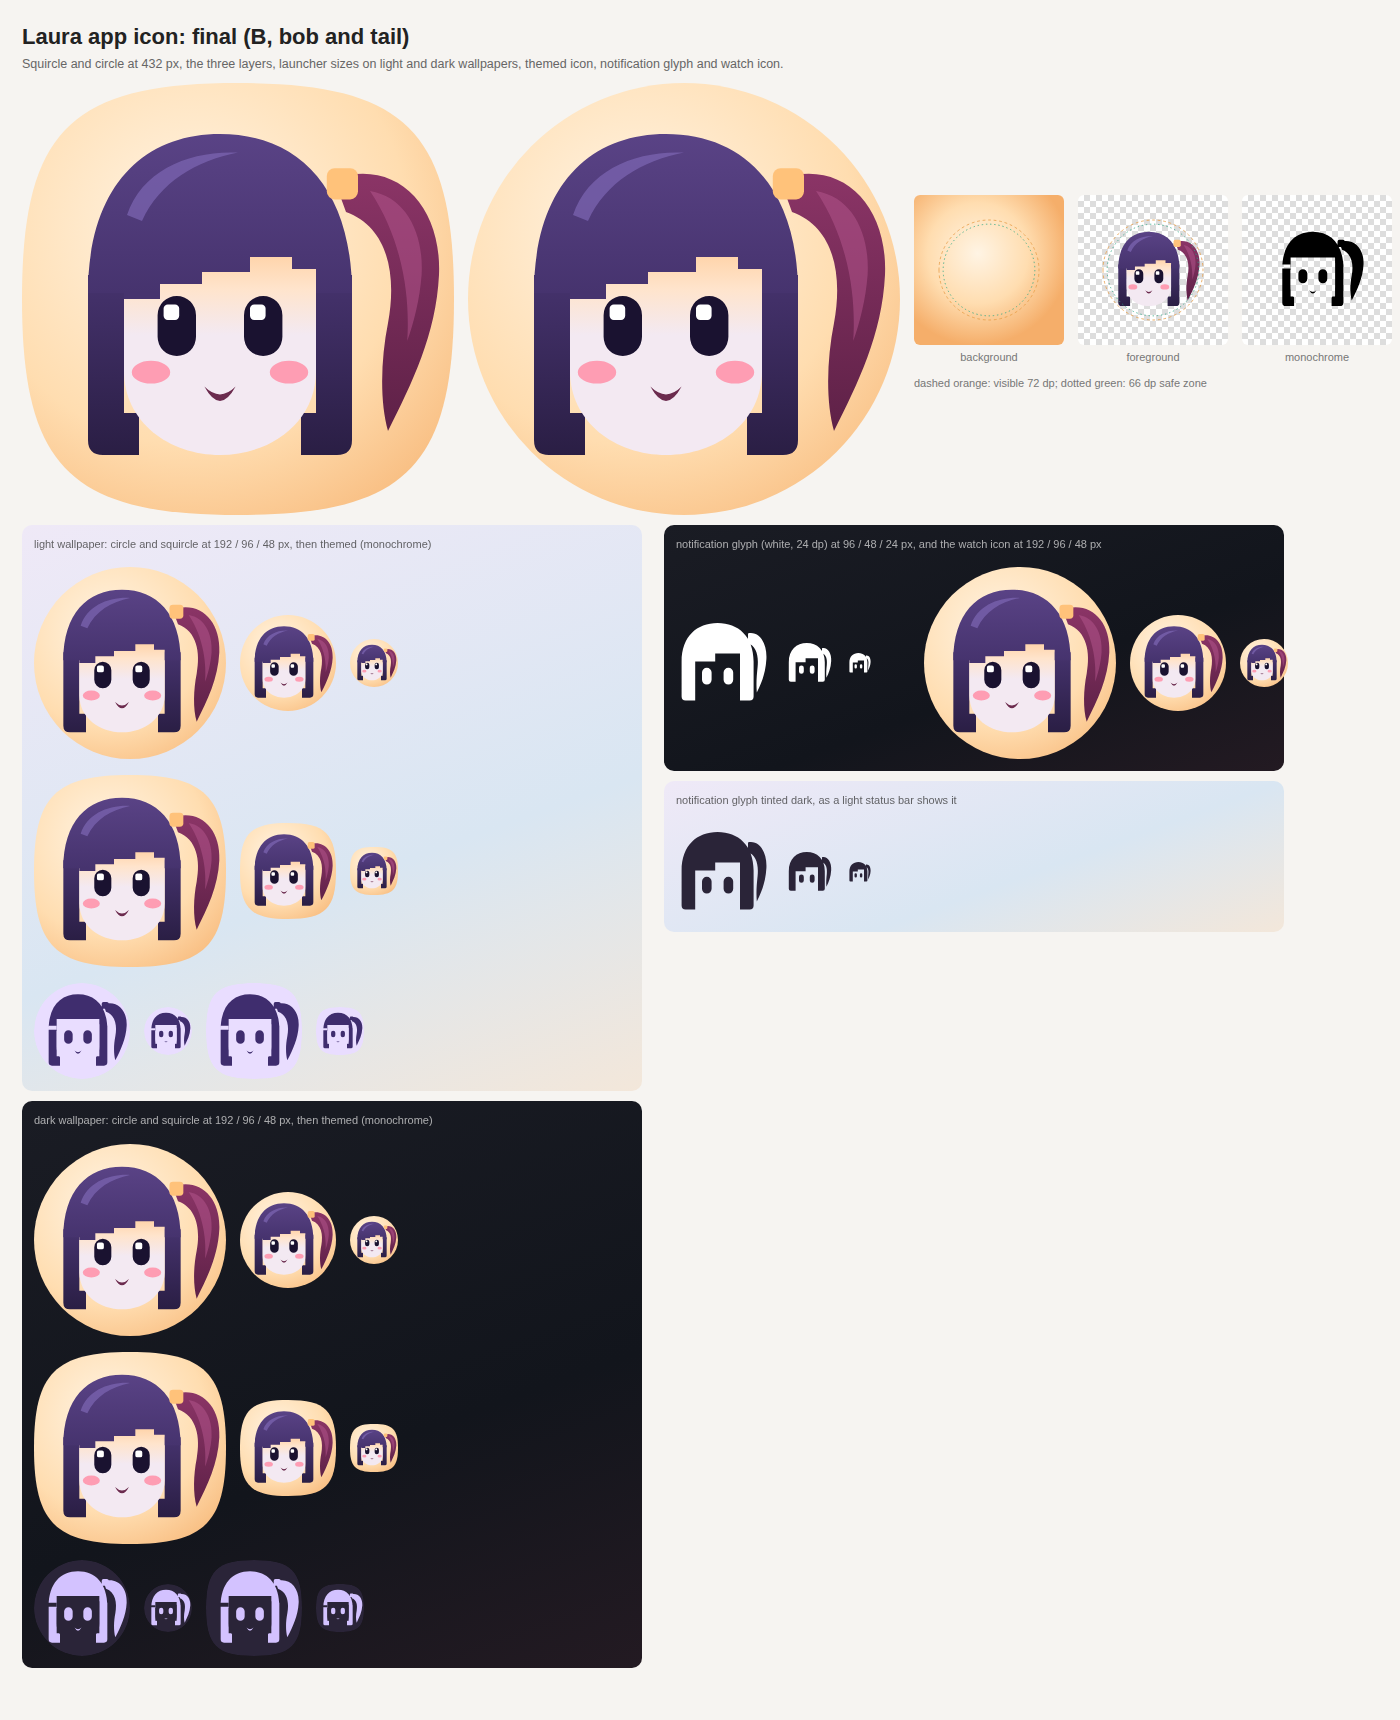 Laura app icon: final (B, bob and tail)
Squircle and circle at 432 px, the three layers, launcher sizes on light and dark wallpapers, themed icon, notification glyph and watch icon.
background
foreground
monochrome
dashed orange: visible 72 dp; dotted green: 66 dp safe zone
light wallpaper: circle and squircle at 192 / 96 / 48 px, then themed (monochrome)
notification glyph (white, 24 dp) at 96 / 48 / 24 px, and the watch icon at 192 / 96 / 48 px
notification glyph tinted dark, as a light status bar shows it
dark wallpaper: circle and squircle at 192 / 96 / 48 px, then themed (monochrome)